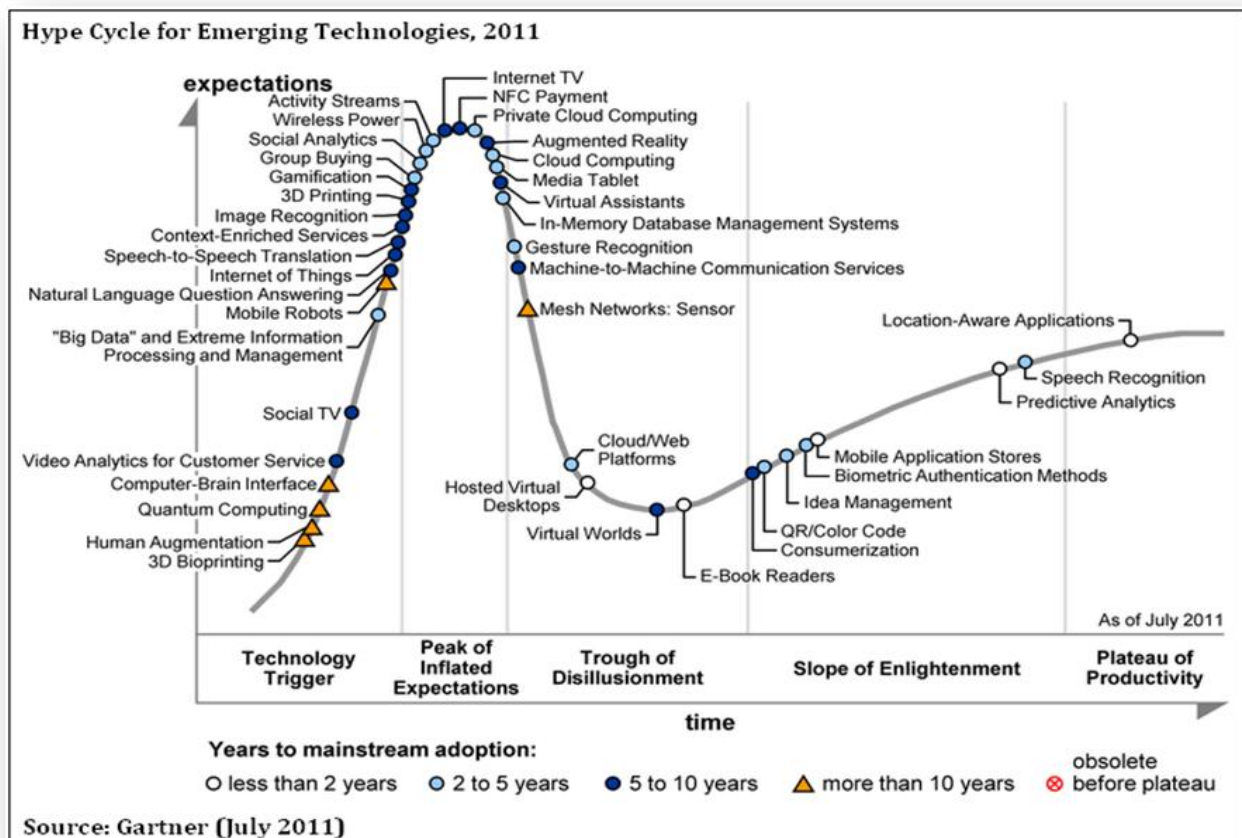 Hype Cycle for Emerging Technologies, 2011
expectations
Internet TV
NFC Payment
Activity Streams
Private Cloud Computing
Wireless Power
Augmented Reality
Social Analytics
Cloud Computing
Group Buying
Media Tablet
Gamification
Virtual Assistants
3D Printing
In-Memory Database Management Systems
Image Recognition
Context-Enriched Services
Gesture Recognition
Speech-to-Speech Translation
Machine-to-Machine Communication Services
Internet of Things
Natural Language Question Answering
Mobile Robots
Mesh Networks: Sensor
"Big Data" and Extreme Information
Processing and Management
Location-Aware Applications
Speech Recognition
Predictive Analytics
Social TV
Video Analytics for Customer Service
Computer-Brain Interface
Quantum Computing
Human Augmentation
3D Bioprinting
Cloud/Web
Platforms
Hosted Virtual
Desktops
Virtual Worlds
E-Book Readers
Mobile Application Stores
Biometric Authentication Methods
Idea Management
QR/Color Code
Consumerization
As of July 2011
Technology
Trigger
Peak of
Inflated
Expectations
Trough of
Disillusionment
Slope of Enlightenment
Plateau of
Productivity
time
Years to mainstream adoption:
less than 2 years
2 to 5 years
5 to 10 years
more than 10 years
obsolete
before plateau
Source: Gartner (July 2011)